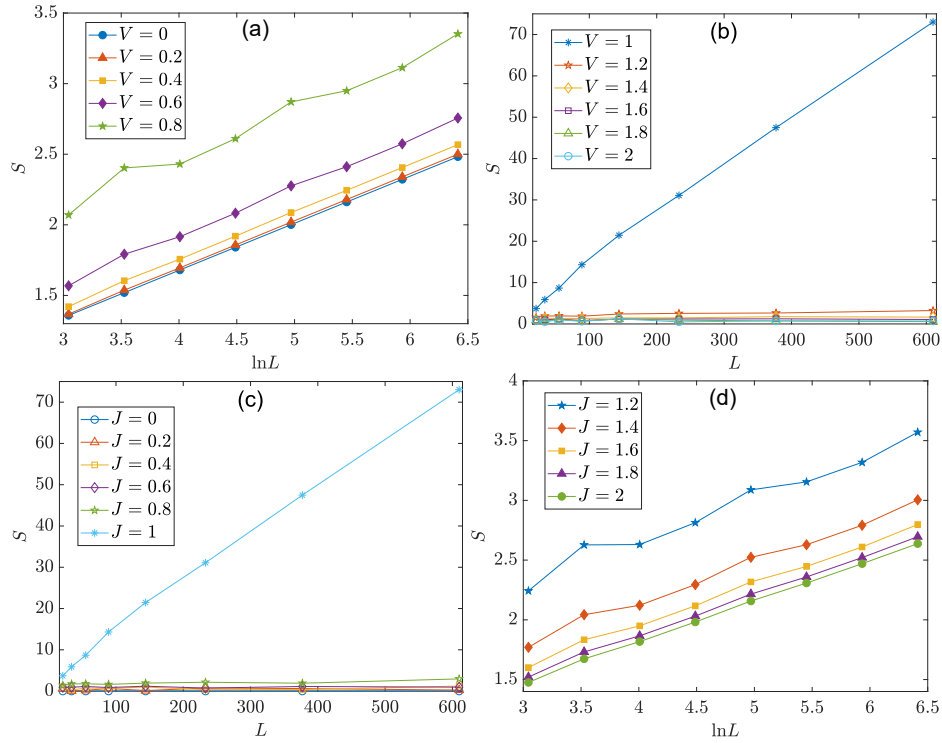 (a)
V = 0
V = 0.2
V = 0.4
V = 0.6
V = 0.8
3.5
3
2.5
2
1.5
S
3 3.5 4 4.5 5 5.5 6 6.5
lnL
(b)
V = 1
V = 1.2
V = 1.4
V = 1.6
V = 1.8
V = 2
70
60
50
40
30
20
10
0
S
100 200 300 400 500 600
L
(c)
J = 0
J = 0.2
J = 0.4
J = 0.6
J = 0.8
J = 1
70
60
50
40
30
20
10
0
S
100 200 300 400 500 600
L
(d)
J = 1.2
J = 1.4
J = 1.6
J = 1.8
J = 2
4
3.5
3
2.5
2
1.5
S
3 3.5 4 4.5 5 5.5 6 6.5
lnL